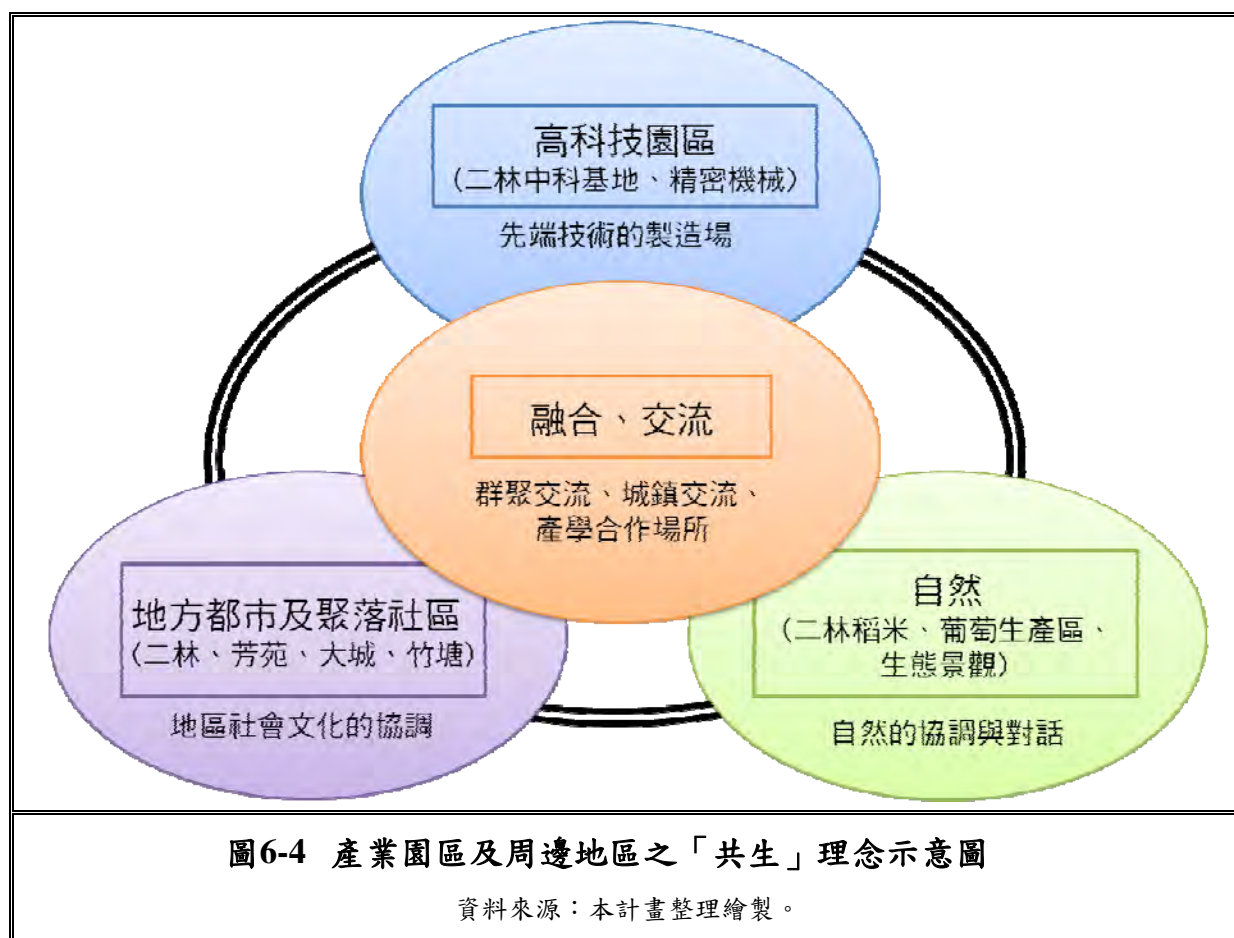 高科技園區
（二林中科基地、精密機械）
先端技術的製造場
融合、交流
群聚交流、城鎮交流、
產學合作場所
地方都市及聚落社區
（二林、芳苑、大城、竹塘）
地區社會文化的協調
自然
（二林稻米、葡萄生產區、
生態景觀）
自然的協調與對話
圖6-4 產業園區及周邊地區之「共生」理念示意圖
資料來源：本計畫整理繪製。